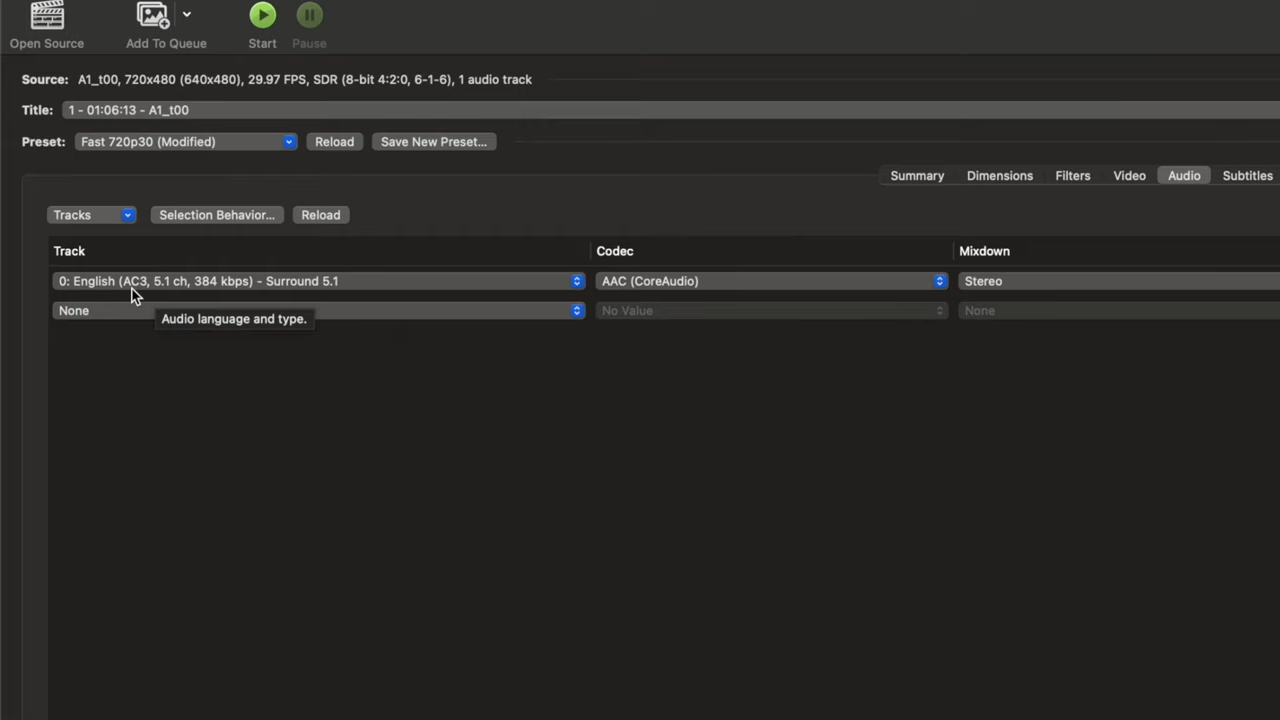 Open Source Add To Queue Start Pause
Source: A1_t00, 720x480 (640x480), 29.97 FPS, SDR (8-bit 4:2:0, 6-1-6), 1 audio track
Title: 1 - 01:06:13 - A1_t00
Preset: Fast 720p30 (Modified) Reload Save New Preset...
Summary Dimensions Filters Video Audio Subtitles
Tracks Selection Behavior... Reload
Track Codec Mixdown
0: English (AC3, 5.1 ch, 384 kbps) - Surround 5.1 AAC (CoreAudio) Stereo
None No Value None
Audio language and type.